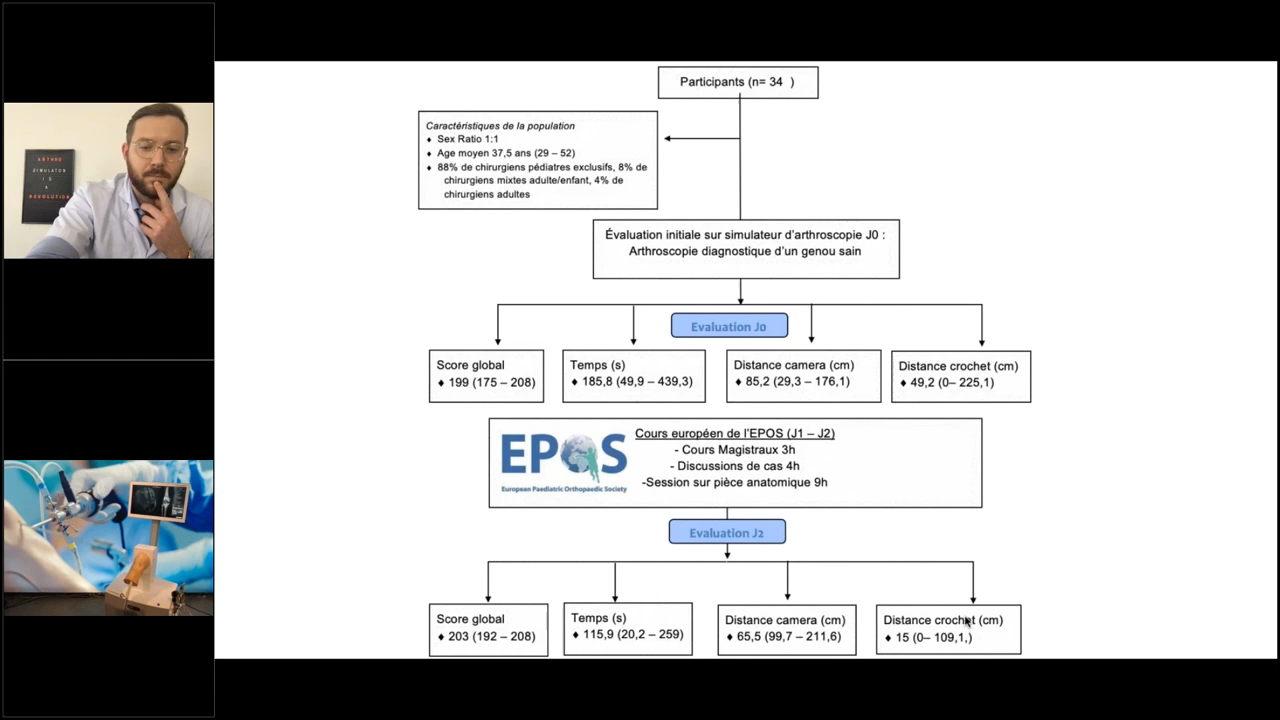 Participants (n= 34 )
Caractéristiques de la population
♦ Sex Ratio 1:1
♦ Age moyen 37,5 ans (29 – 52)
♦ 88% de chirurgiens pédiatres exclusifs, 8% de
chirurgiens mixtes adulte/enfant, 4% de
chirurgiens adultes
Évaluation initiale sur simulateur d'arthroscopie J0 :
Arthroscopie diagnostique d'un genou sain
Evaluation J0
Score global
♦ 199 (175 – 208)
Temps (s)
♦ 185,8 (49,9 – 439,3)
Distance camera (cm)
♦ 85,2 (29,3 – 176,1)
Distance crochet (cm)
♦ 49,2 (0– 225,1)
EPOS
European Paediatric Orthopaedic Society
Cours européen de l'EPOS (J1 – J2)
- Cours Magistraux 3h
- Discussions de cas 4h
-Session sur pièce anatomique 9h
Evaluation J2
Score global
♦ 203 (192 – 208)
Temps (s)
♦ 115,9 (20,2 – 259)
Distance camera (cm)
♦ 65,5 (99,7 – 211,6)
Distance crochet (cm)
♦ 15 (0– 109,1,)
ARTHRO
SIMULATOR
IS
A
REVOLUTION